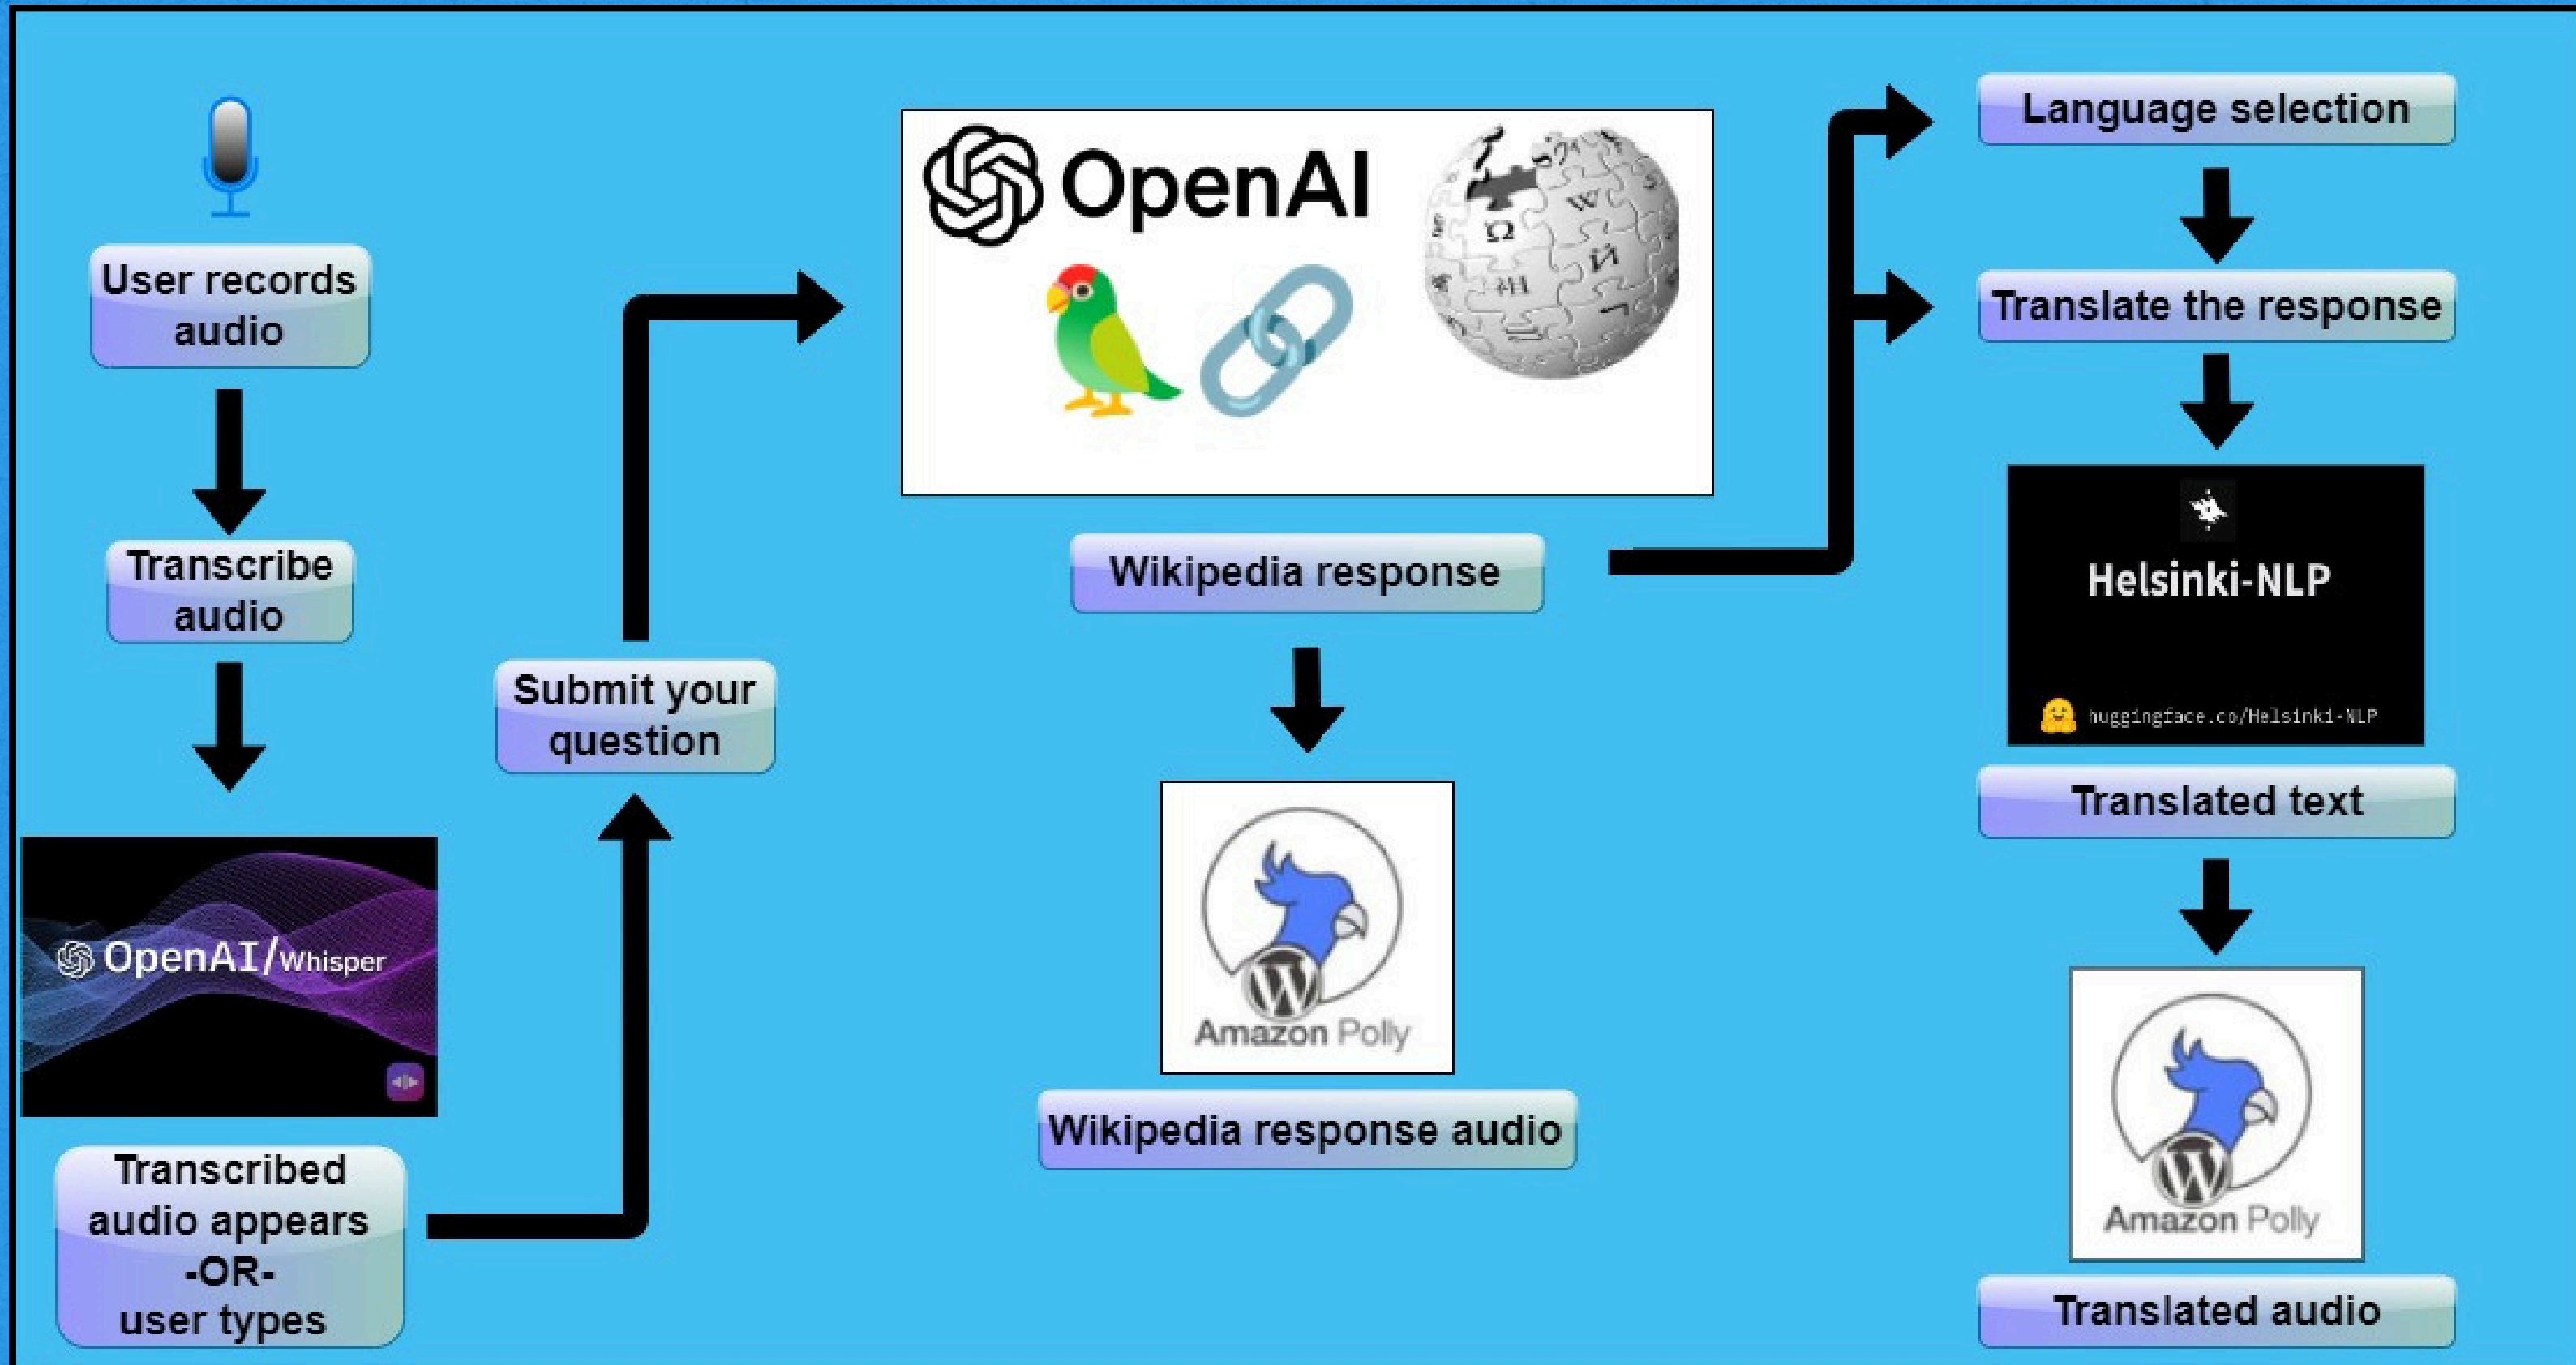 User records
audio
Transcribe
audio
OpenAI/Whisper
Transcribed
audio appears
-OR-
user types
Submit your
question
OpenAI
Wikipedia response
Amazon Polly
Wikipedia response audio
Language selection
Translate the response
Helsinki-NLP
huggingface.co/Helsinki-NLP
Translated text
Amazon Polly
Translated audio